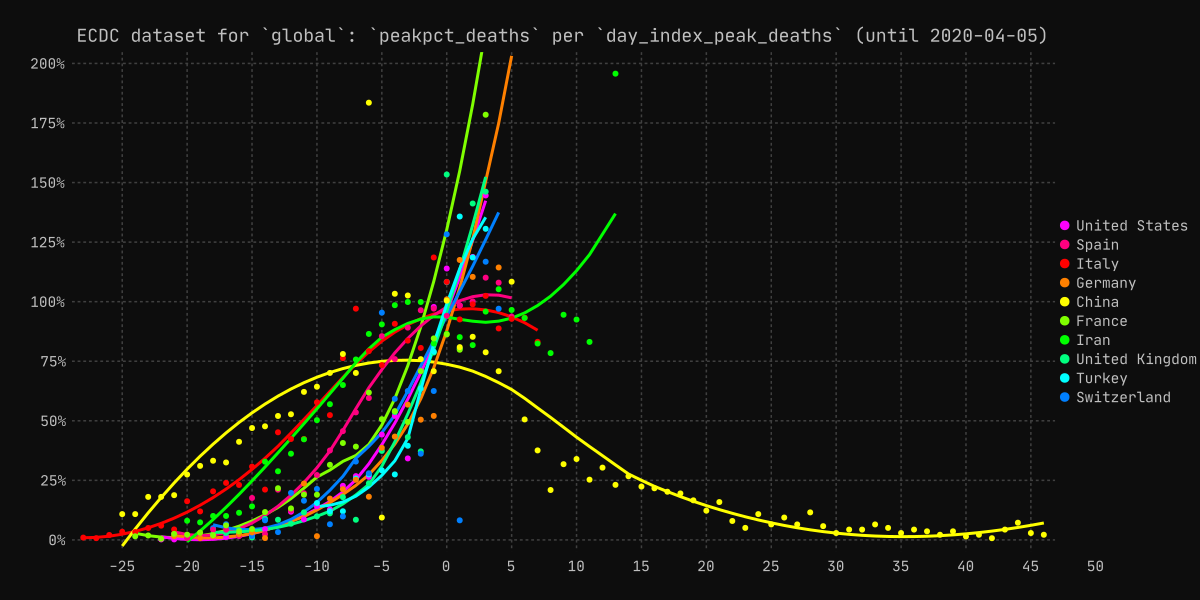 ECDC dataset for `global`: `peakpct_deaths` per `day_index_peak_deaths` (until 2020-04-05)
200%
175%
150%
125%
100%
75%
50%
25%
0%
United States
Spain
Italy
Germany
China
France
Iran
United Kingdom
Turkey
Switzerland
-25 -20 -15 -10 -5 0 5 10 15 20 25 30 35 40 45 50